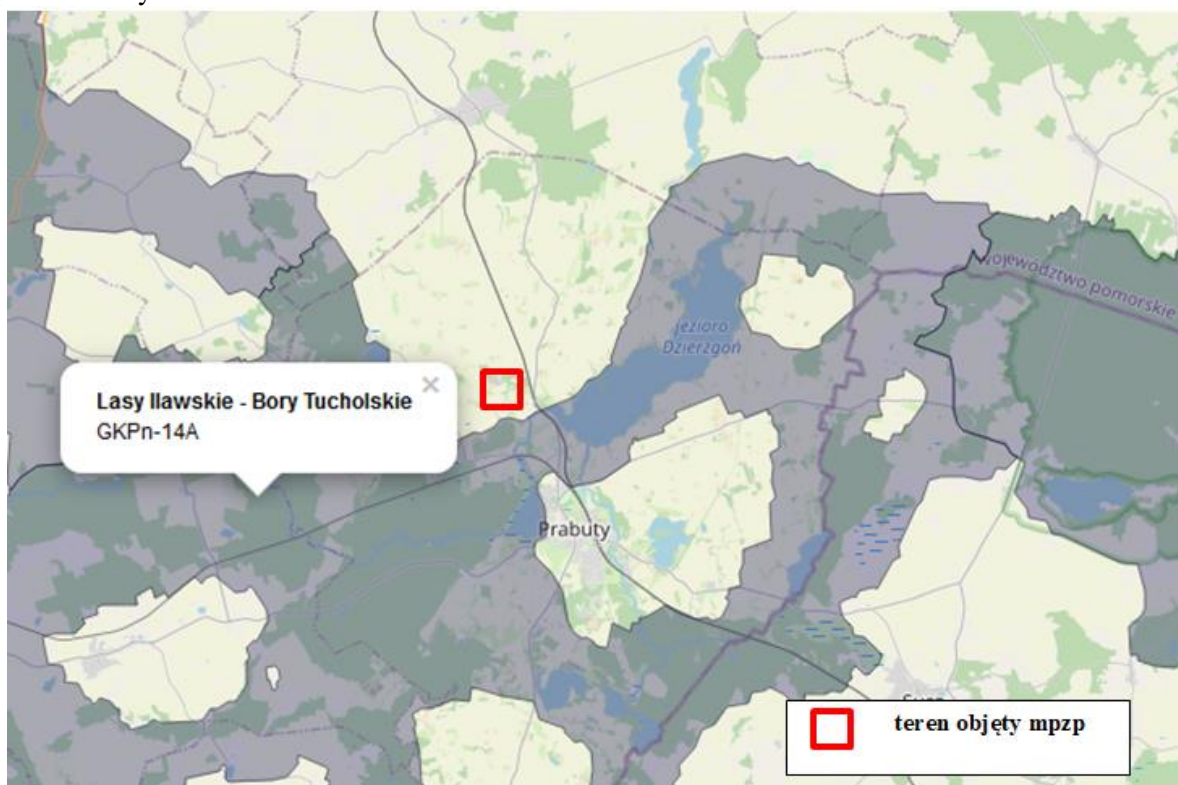 województwo pomorskie
jezioro
Dzierzgoń
Lasy Iławskie - Bory Tucholskie
×
GKPn-14A
Prabuty
teren objęty mpzp